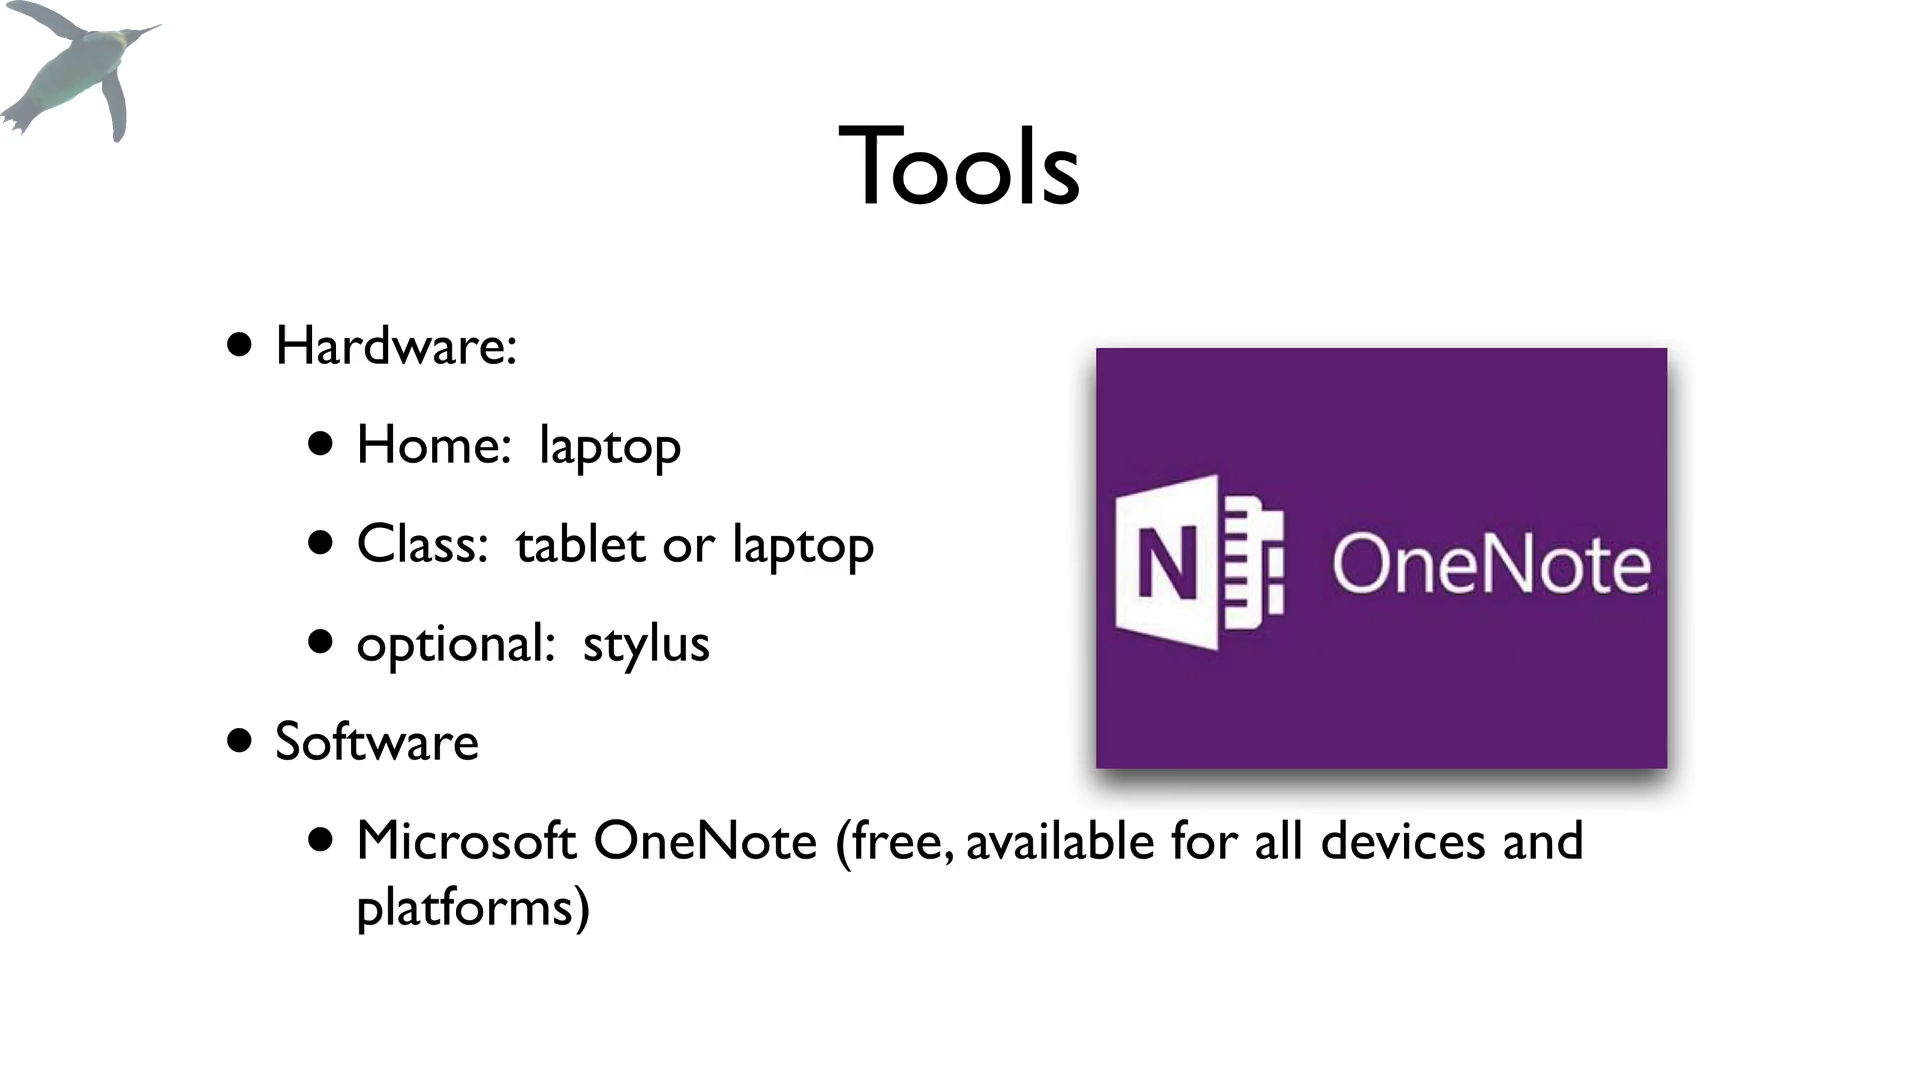 Tools
• Hardware:
• Home: laptop
• Class: tablet or laptop
• optional: stylus
• Software
• Microsoft OneNote (free, available for all devices and
platforms)
N OneNote